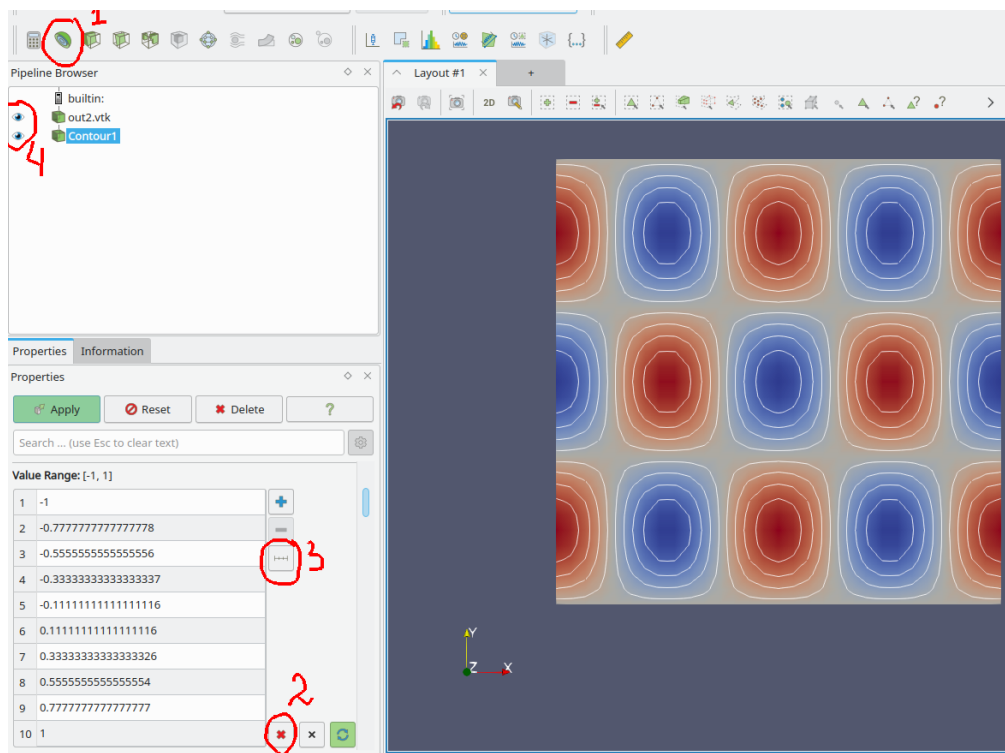 1
{...}
Pipeline Browser
Layout #1
+
builtin:
out2.vtk
Contour1
4
2D
Properties
Information
Properties
Apply
Reset
Delete
?
Search ... (use Esc to clear text)
Value Range: [-1, 1]
1 -1
2 -0.7777777777777778
3 -0.5555555555555556
3
4 -0.33333333333333337
5 -0.11111111111111116
6 0.11111111111111116
7 0.33333333333333326
8 0.5555555555555554
9 0.7777777777777777
2
10 1
Y
Z
X